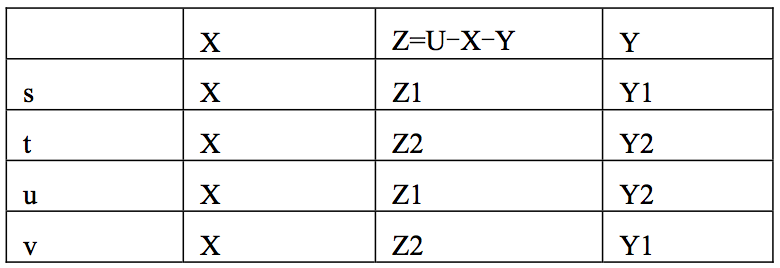 X Z=U-X-Y Y
s X Z1 Y1
t X Z2 Y2
u X Z1 Y2
v X Z2 Y1